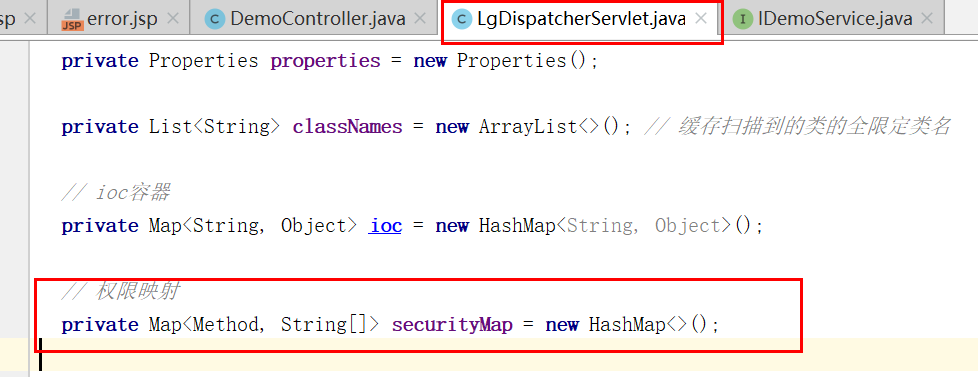 sp × JSP error.jsp × C DemoController.java × C LgDispatcherServlet.java × I IDemoService.java ×
private Properties properties = new Properties();
private List<String> classNames = new ArrayList<>(); // 缓存扫描到的类的全限定类名
// ioc容器
private Map<String, Object> ioc = new HashMap<String, Object>();
// 权限映射
private Map<Method, String[]> securityMap = new HashMap<>();